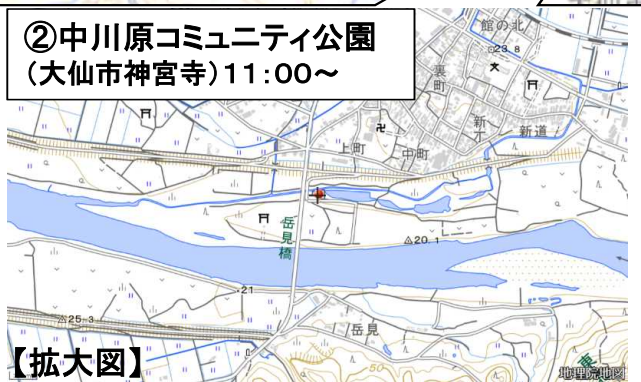 ②中川原コミュニティ公園
(大仙市神宮寺)11:00~
館の北
23.8
裏町
新丁
新道
上町
中町
岳見橋
20.1
21
25.3
岳見
50
東
【拡大図】
地理院地図